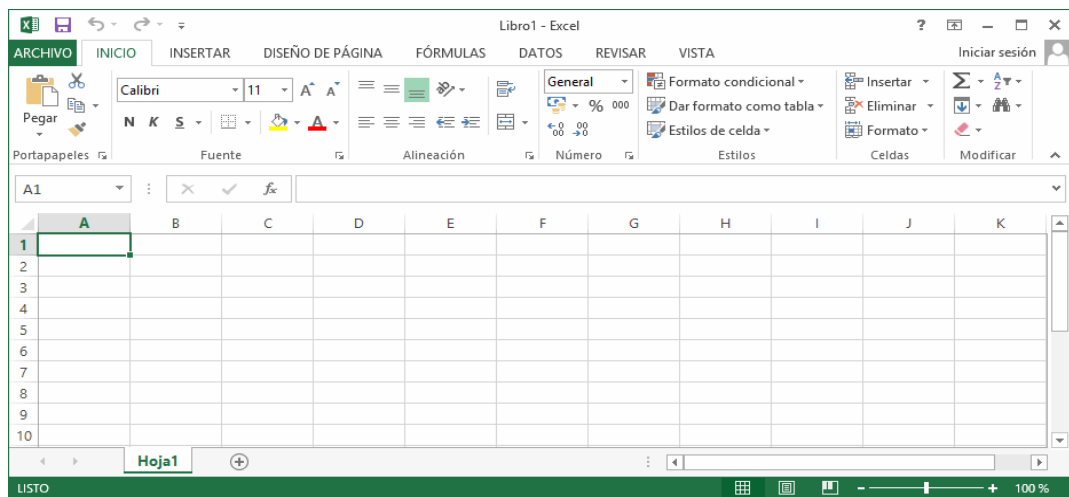 Libro1 - Excel
ARCHIVO INICIO INSERTAR DISEÑO DE PÁGINA FÓRMULAS DATOS REVISAR VISTA Iniciar sesión
Calibri 11 General Formato condicional Insertar
Pegar % 000 Dar formato como tabla Eliminar
N K S A Estilos de celda Formato
Portapapeles Fuente Alineación Número Estilos Celdas Modificar
A1 fx
A B C D E F G H I J K
1
2
3
4
5
6
7
8
9
10
Hoja1
LISTO 100 %